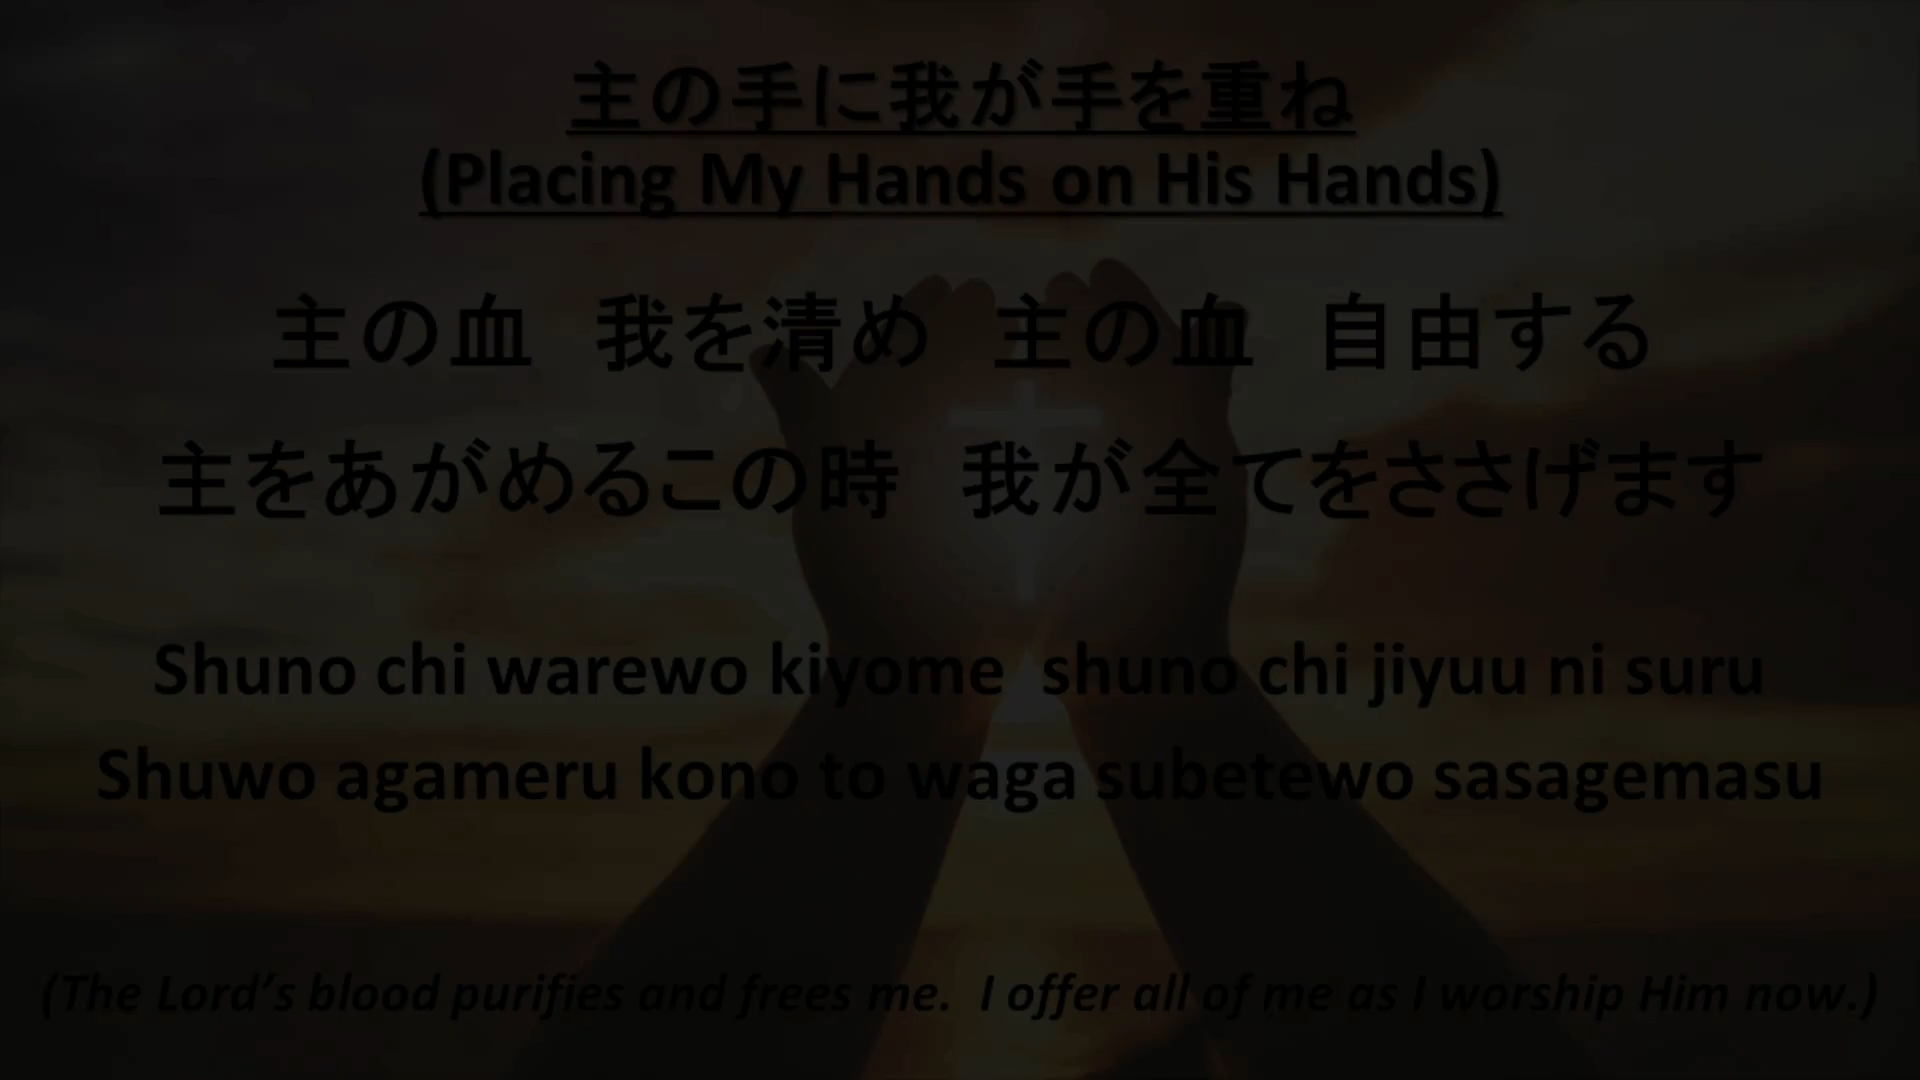 主の手に我が手を重ね
(Placing My Hands on His Hands)
主の血　我を清め　主の血　自由する
主をあがめるこの時　我が全てをささげます
Shuno chi warewo kiyome  shuno chi jiyuu ni suru
Shuwo agameru kono to waga subetewo sasagemasu
(The Lord’s blood purifies and frees me.  I offer all of me as I worship Him now.)